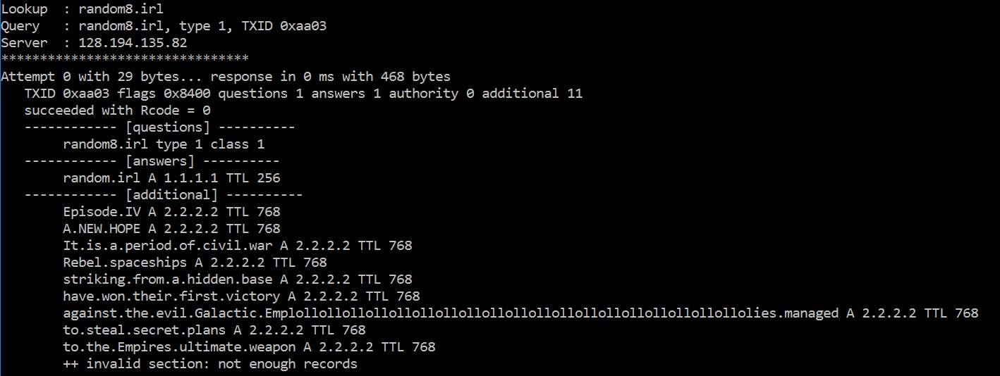 Lookup  : random8.irl
Query   : random8.irl, type 1, TXID 0xaa03
Server  : 128.194.135.82
********************************
Attempt 0 with 29 bytes... response in 0 ms with 468 bytes
TXID 0xaa03 flags 0x8400 questions 1 answers 1 authority 0 additional 11
succeeded with Rcode = 0
------------ [questions] ----------
random8.irl type 1 class 1
------------ [answers] ----------
random.irl A 1.1.1.1 TTL 256
------------ [additional] ----------
Episode.IV A 2.2.2.2 TTL 768
A.NEW.HOPE A 2.2.2.2 TTL 768
It.is.a.period.of.civil.war A 2.2.2.2 TTL 768
Rebel.spaceships A 2.2.2.2 TTL 768
striking.from.a.hidden.base A 2.2.2.2 TTL 768
have.won.their.first.victory A 2.2.2.2 TTL 768
against.the.evil.Galactic.Emplollollollollollollollollollollollollollollollollollollollolies.managed A 2.2.2.2 TTL 768
to.steal.secret.plans A 2.2.2.2 TTL 768
to.the.Empires.ultimate.weapon A 2.2.2.2 TTL 768
++ invalid section: not enough records